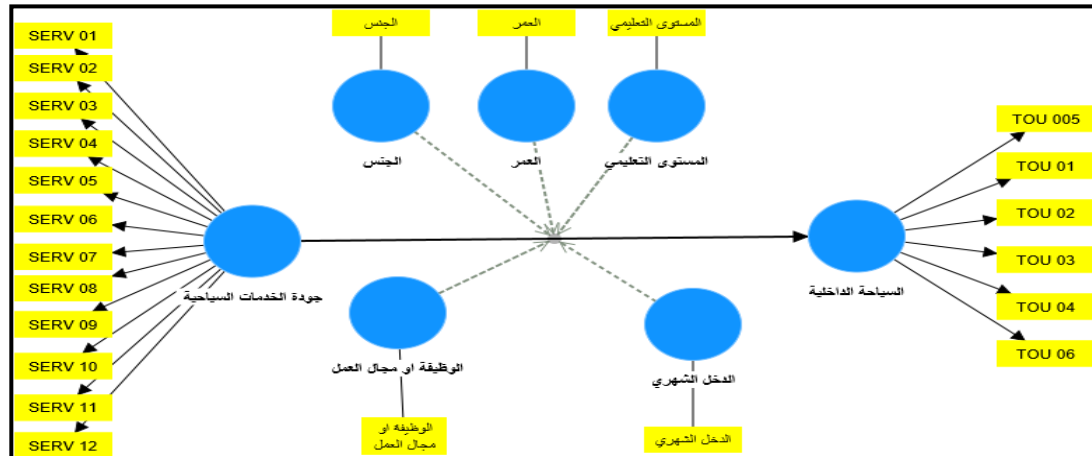 SERV 01
SERV 02
SERV 03
SERV 04
SERV 05
SERV 06
SERV 07
SERV 08
SERV 09
SERV 10
SERV 11
SERV 12
جودة الخدمات السياحية
الجنس
الجنس
العمر
العمر
المستوى التعليمي
المستوى التعليمي
الوظيفة او مجال العمل
الوظيفه او
مجال العمل
الدخل الشهري
الدخل الشهري
السياحة الداخلية
TOU 005
TOU 01
TOU 02
TOU 03
TOU 04
TOU 06